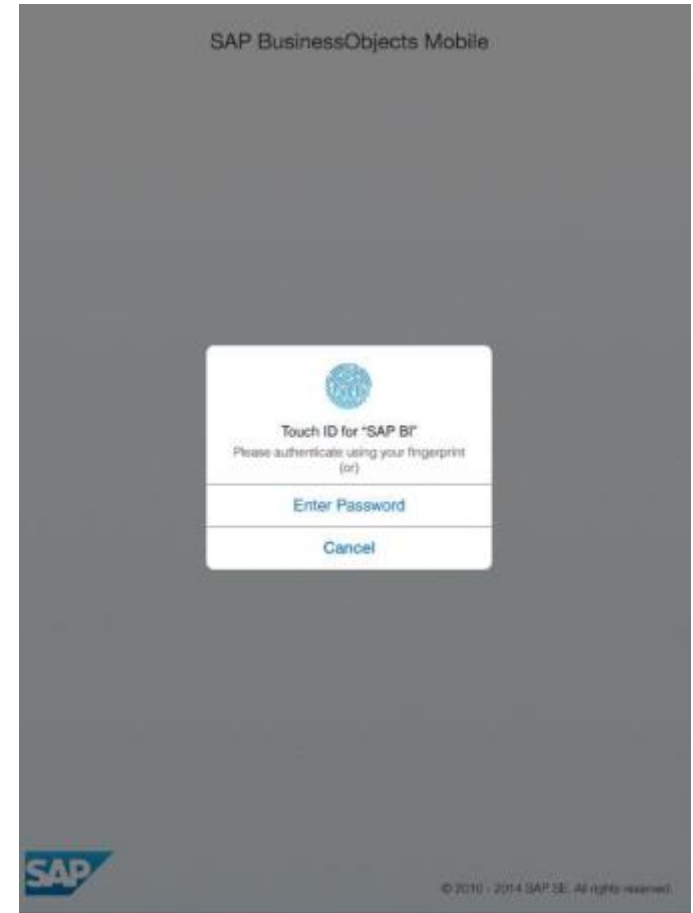 SAP BusinessObjects Mobile
Touch ID for "SAP BI"
Please authenticate using your fingerprint
(or)
Enter Password
Cancel
SAP
© 2010 - 2014 SAP SE. All rights reserved.